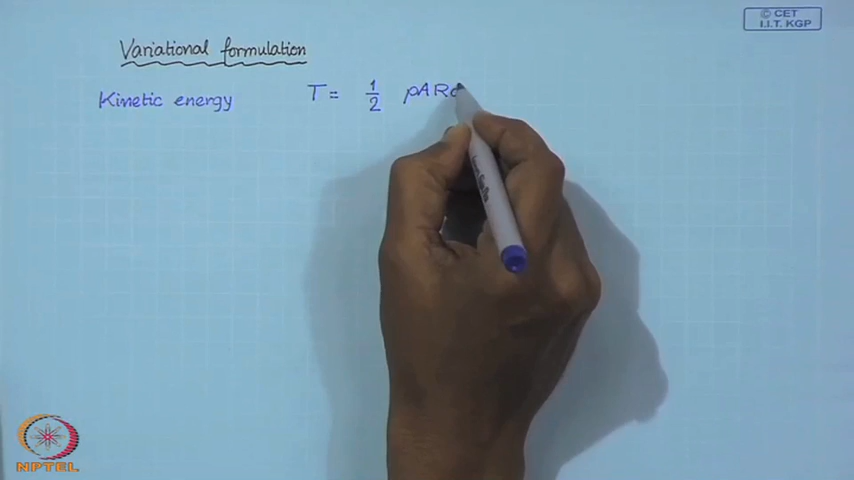 © CET
I.I.T. KGP
Variational formulation
Kinetic energy T = 1/2 ρAR
NPTEL